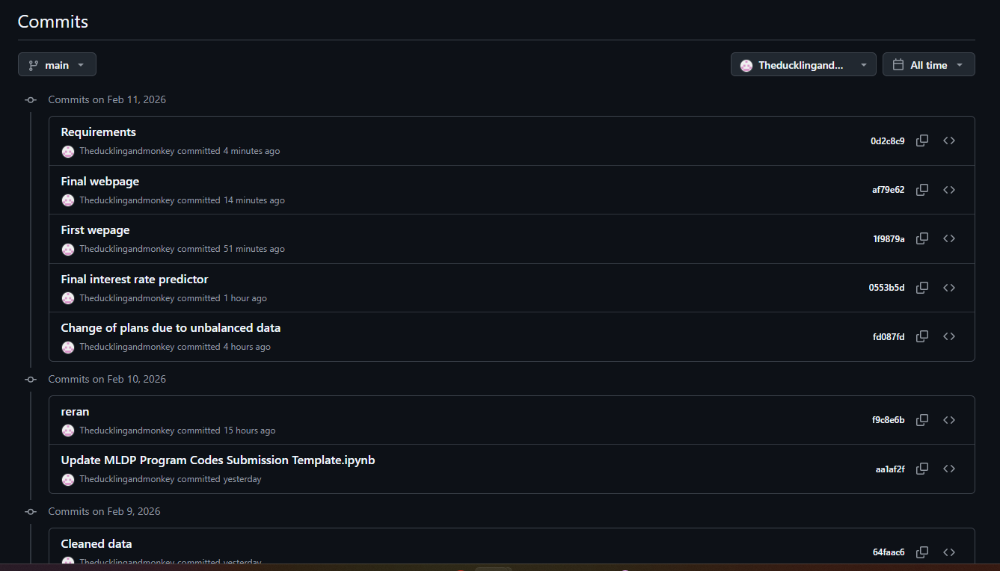 Commits
main
Theducklingand...
All time
Commits on Feb 11, 2026
Requirements
0d2c8c9
Theducklingandmonkey committed 4 minutes ago
Final webpage
af79e62
Theducklingandmonkey committed 14 minutes ago
First wepage
1f9879a
Theducklingandmonkey committed 51 minutes ago
Final interest rate predictor
0553b5d
Theducklingandmonkey committed 1 hour ago
Change of plans due to unbalanced data
fd087fd
Theducklingandmonkey committed 4 hours ago
Commits on Feb 10, 2026
reran
f9c8e6b
Theducklingandmonkey committed 15 hours ago
Update MLDP Program Codes Submission Template.ipynb
aa1af2f
Theducklingandmonkey committed yesterday
Commits on Feb 9, 2026
Cleaned data
64faac6
Theducklingandmonkey committed yesterday